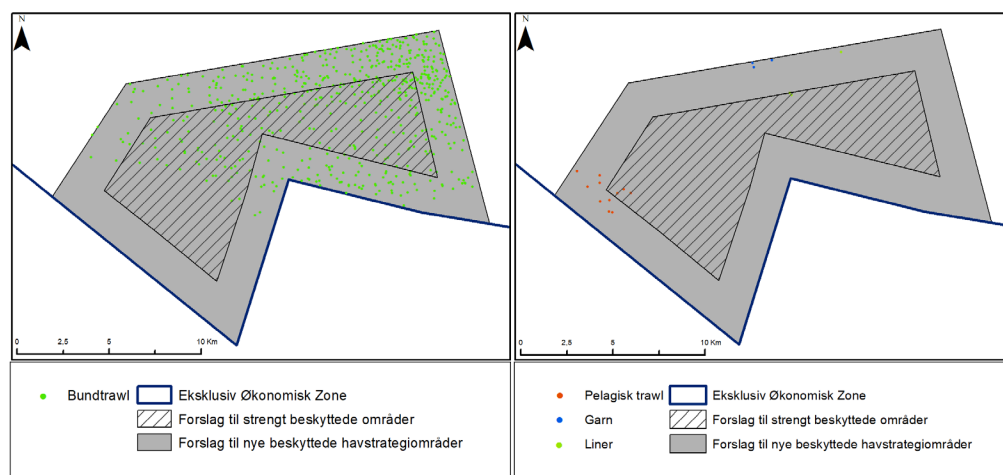 N
0 2,5 5 10 Km
Bundtrawl
Eksklusiv Økonomisk Zone
Forslag til strengt beskyttede områder
Forslag til nye beskyttede havstrategiområder
N
0 2,5 5 10 Km
Pelagisk trawl
Garn
Liner
Eksklusiv Økonomisk Zone
Forslag til strengt beskyttede områder
Forslag til nye beskyttede havstrategiområder